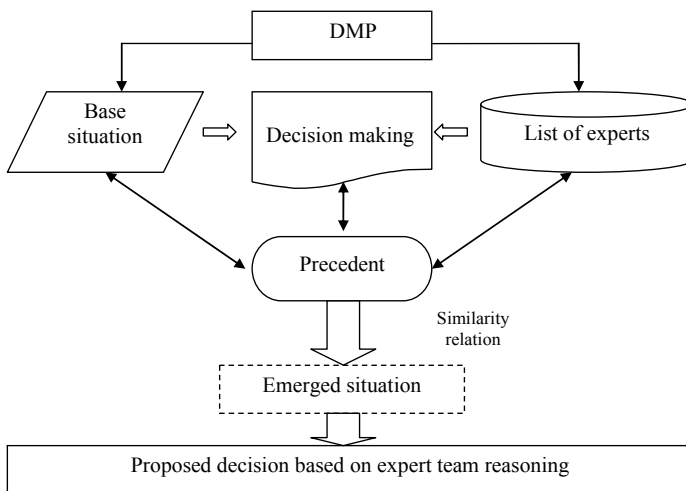 DMP
Base
situation
Decision making
List of experts
Precedent
Similarity
relation
Emerged situation
Proposed decision based on expert team reasoning